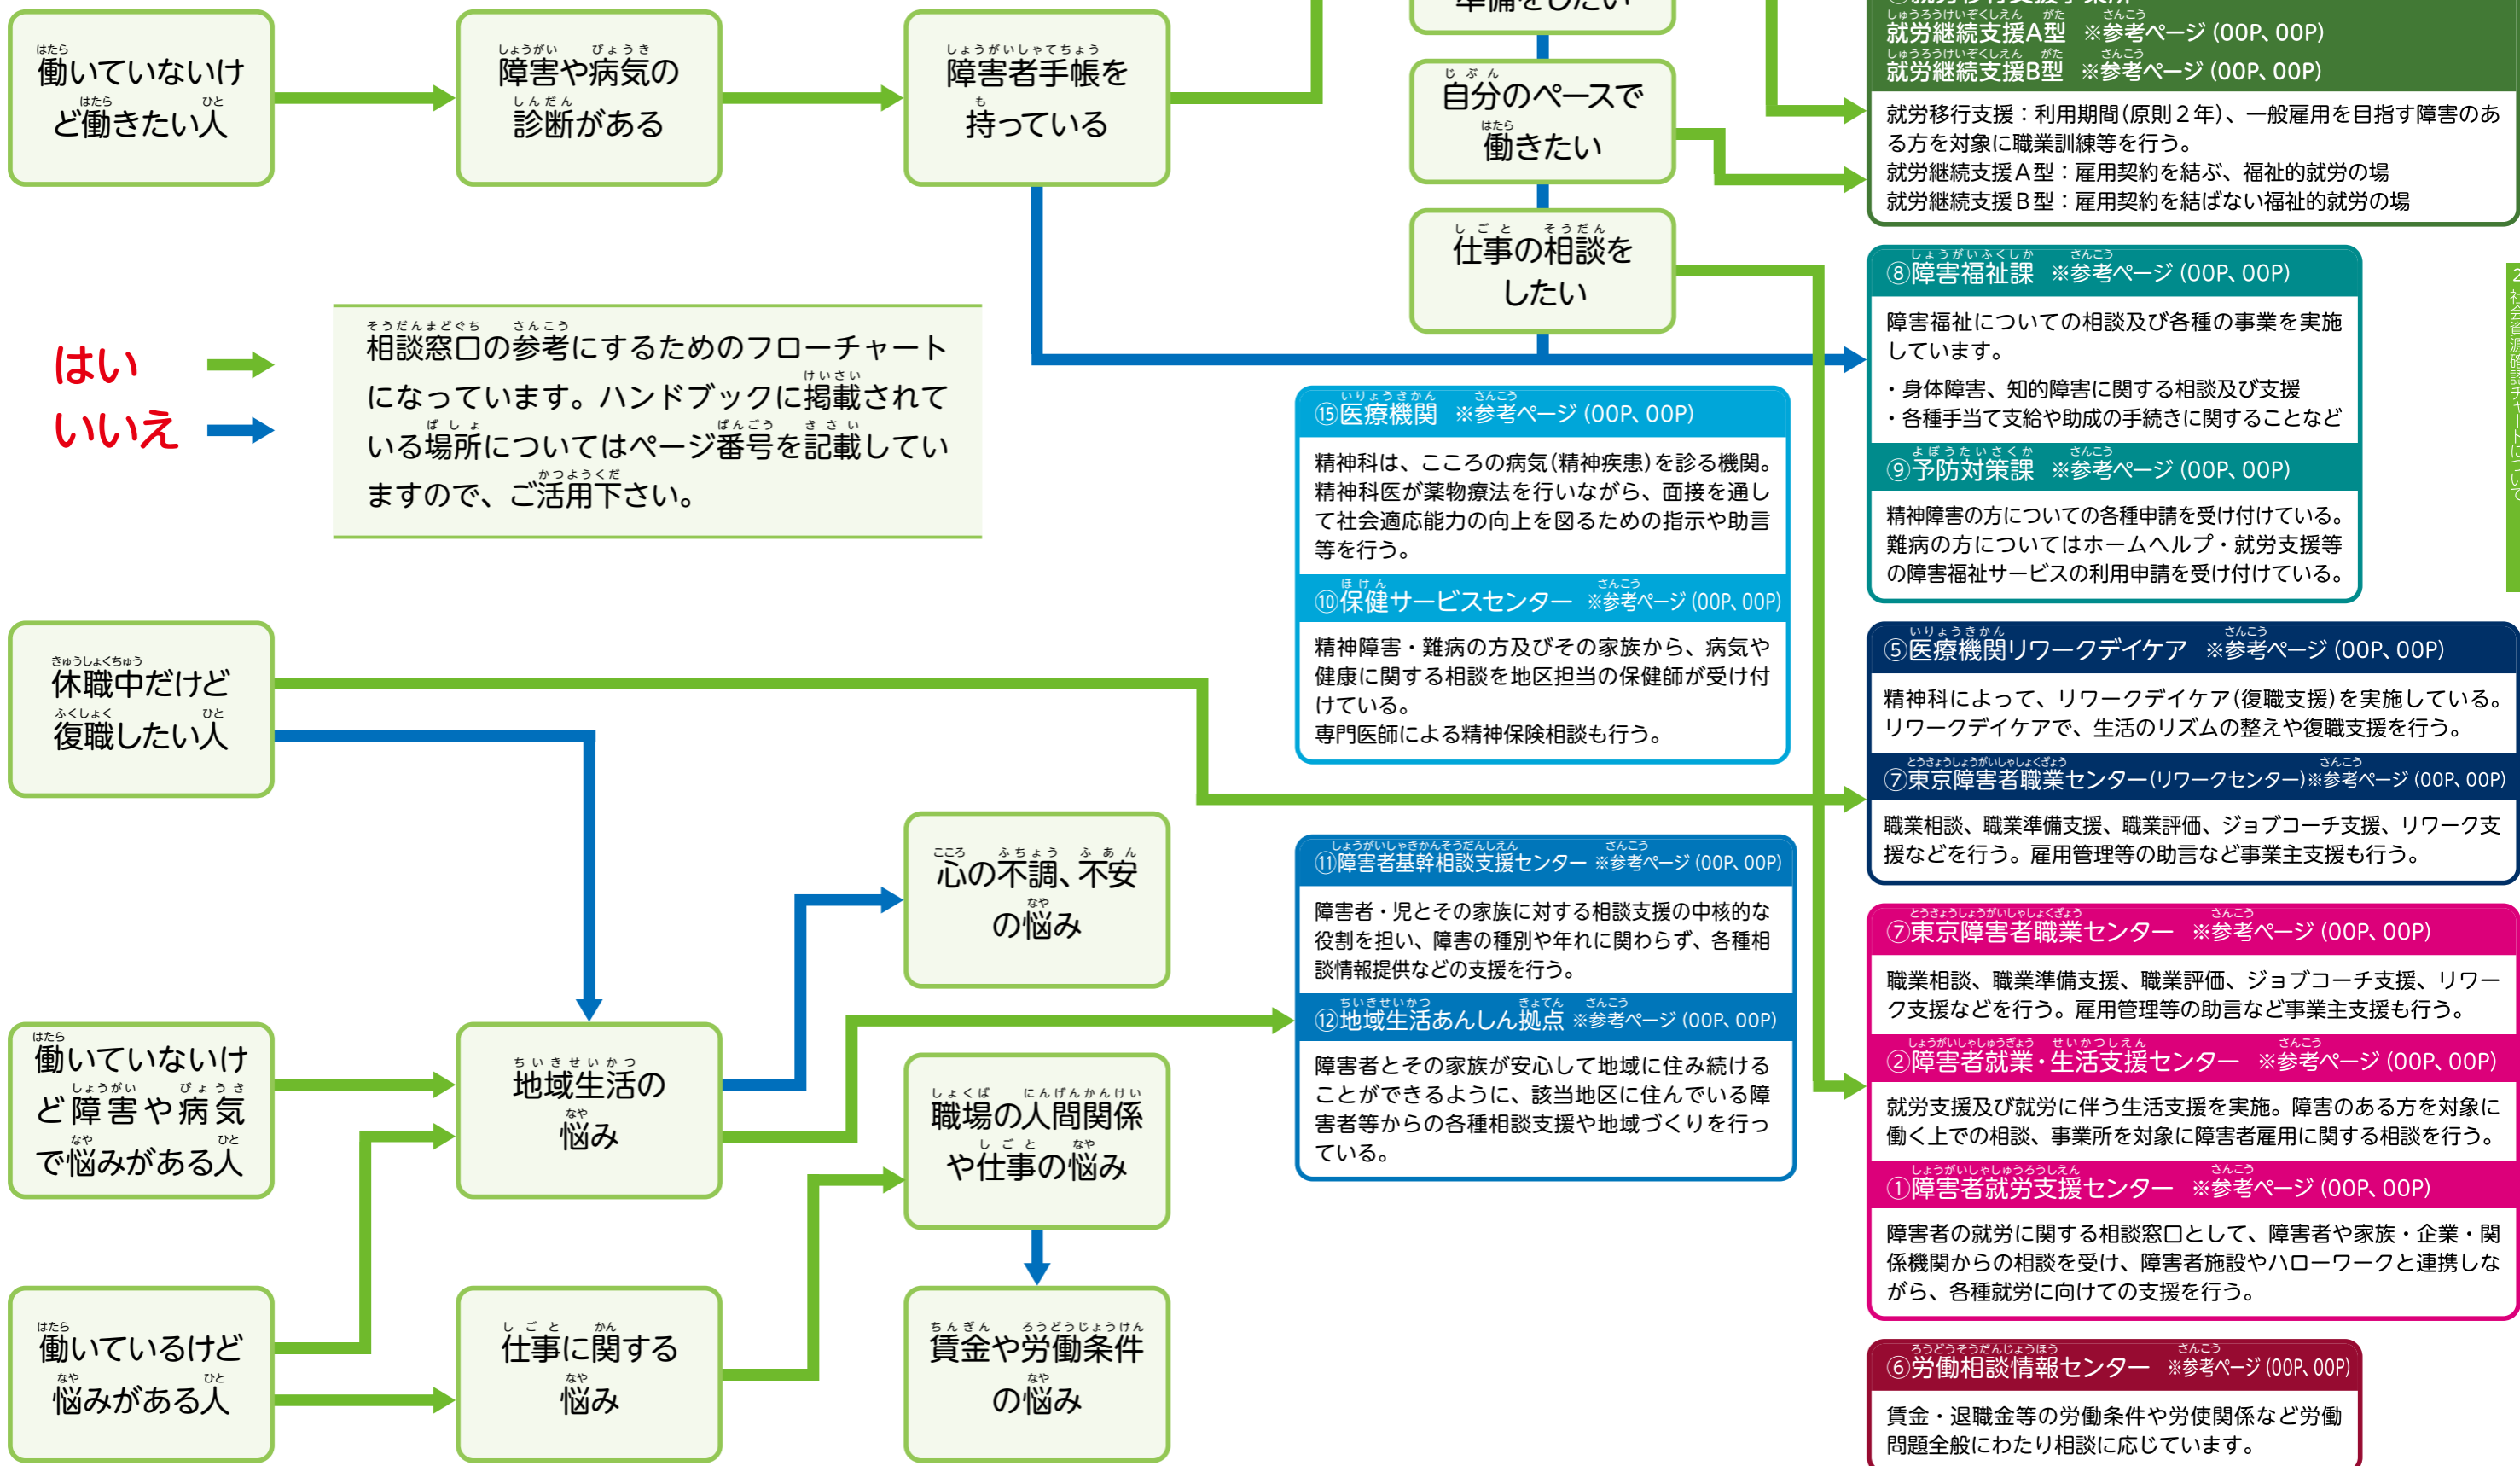 働いていないけ
ど働きたい人
障害や病気の
診断がある
障害者手帳を
持っている
準備をしたい
自分のペースで
働きたい
仕事の相談を
したい
就労継続支援A型 ※参考ページ (00P、00P)
就労継続支援B型 ※参考ページ (00P、00P)
就労移行支援：利用期間(原則２年)、一般雇用を目指す障害のあ
る方を対象に職業訓練等を行う。
就労継続支援Ａ型：雇用契約を結ぶ、福祉的就労の場
就労継続支援Ｂ型：雇用契約を結ばない福祉的就労の場
⑧障害福祉課 ※参考ページ (00P、00P)
障害福祉についての相談及び各種の事業を実施
しています。
・身体障害、知的障害に関する相談及び支援
・各種手当て支給や助成の手続きに関することなど
⑨予防対策課 ※参考ページ (00P、00P)
精神障害の方についての各種申請を受け付けている。
難病の方についてはホームヘルプ・就労支援等
の障害福祉サービスの利用申請を受け付けている。
2 社会資源確認チャートについて
はい
いいえ
相談窓口の参考にするためのフローチャート
になっています。ハンドブックに掲載されて
いる場所についてはページ番号を記載してい
ますので、ご活用下さい。
⑮医療機関 ※参考ページ (00P、00P)
精神科は、こころの病気(精神疾患)を診る機関。
精神科医が薬物療法を行いながら、面接を通し
て社会適応能力の向上を図るための指示や助言
等を行う。
⑩保健サービスセンター ※参考ページ (00P、00P)
精神障害・難病の方及びその家族から、病気や
健康に関する相談を地区担当の保健師が受け付
けている。
専門医師による精神保険相談も行う。
休職中だけど
復職したい人
⑤医療機関リワークデイケア ※参考ページ (00P、00P)
精神科によって、リワークデイケア(復職支援)を実施している。
リワークデイケアで、生活のリズムの整えや復職支援を行う。
⑦東京障害者職業センター(リワークセンター)※参考ページ (00P、00P)
職業相談、職業準備支援、職業評価、ジョブコーチ支援、リワーク支
援などを行う。雇用管理等の助言など事業主支援も行う。
心の不調、不安
の悩み
⑪障害者基幹相談支援センター ※参考ページ (00P、00P)
障害者・児とその家族に対する相談支援の中核的な
役割を担い、障害の種別や年れに関わらず、各種相
談情報提供などの支援を行う。
⑫地域生活あんしん拠点 ※参考ページ (00P、00P)
障害者とその家族が安心して地域に住み続ける
ことができるように、該当地区に住んでいる障
害者等からの各種相談支援や地域づくりを行っ
ている。
⑦東京障害者職業センター ※参考ページ (00P、00P)
職業相談、職業準備支援、職業評価、ジョブコーチ支援、リワー
ク支援などを行う。雇用管理等の助言など事業主支援も行う。
②障害者就業・生活支援センター ※参考ページ (00P、00P)
就労支援及び就労に伴う生活支援を実施。障害のある方を対象に
働く上での相談、事業所を対象に障害者雇用に関する相談を行う。
①障害者就労支援センター ※参考ページ (00P、00P)
障害者の就労に関する相談窓口として、障害者や家族・企業・関
係機関からの相談を受け、障害者施設やハローワークと連携しな
がら、各種就労に向けての支援を行う。
働いていないけ
ど障害や病気
で悩みがある人
地域生活の
悩み
職場の人間関係
や仕事の悩み
働いているけど
悩みがある人
仕事に関する
悩み
賃金や労働条件
の悩み
⑥労働相談情報センター ※参考ページ (00P、00P)
賃金・退職金等の労働条件や労使関係など労働
問題全般にわたり相談に応じています。